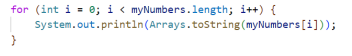 for (int i = 0; i < myNumbers.length; i++) {
    System.out.println(Arrays.toString(myNumbers[i]));
}